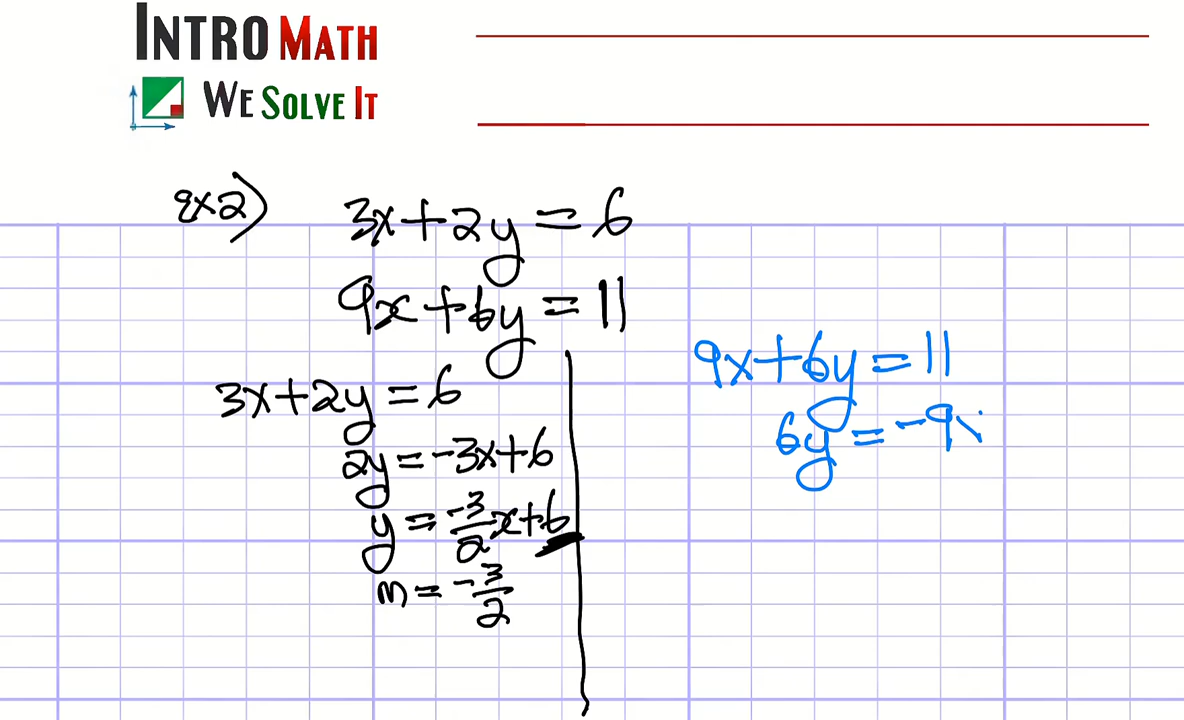 INTRO MATH
WE SOLVE IT
ex2)
3x+2y=6
9x+6y=11
3x+2y=6
2y=-3x+6
y=-3/2x+6
m=-3/2
9x+6y=11
6y=-9x